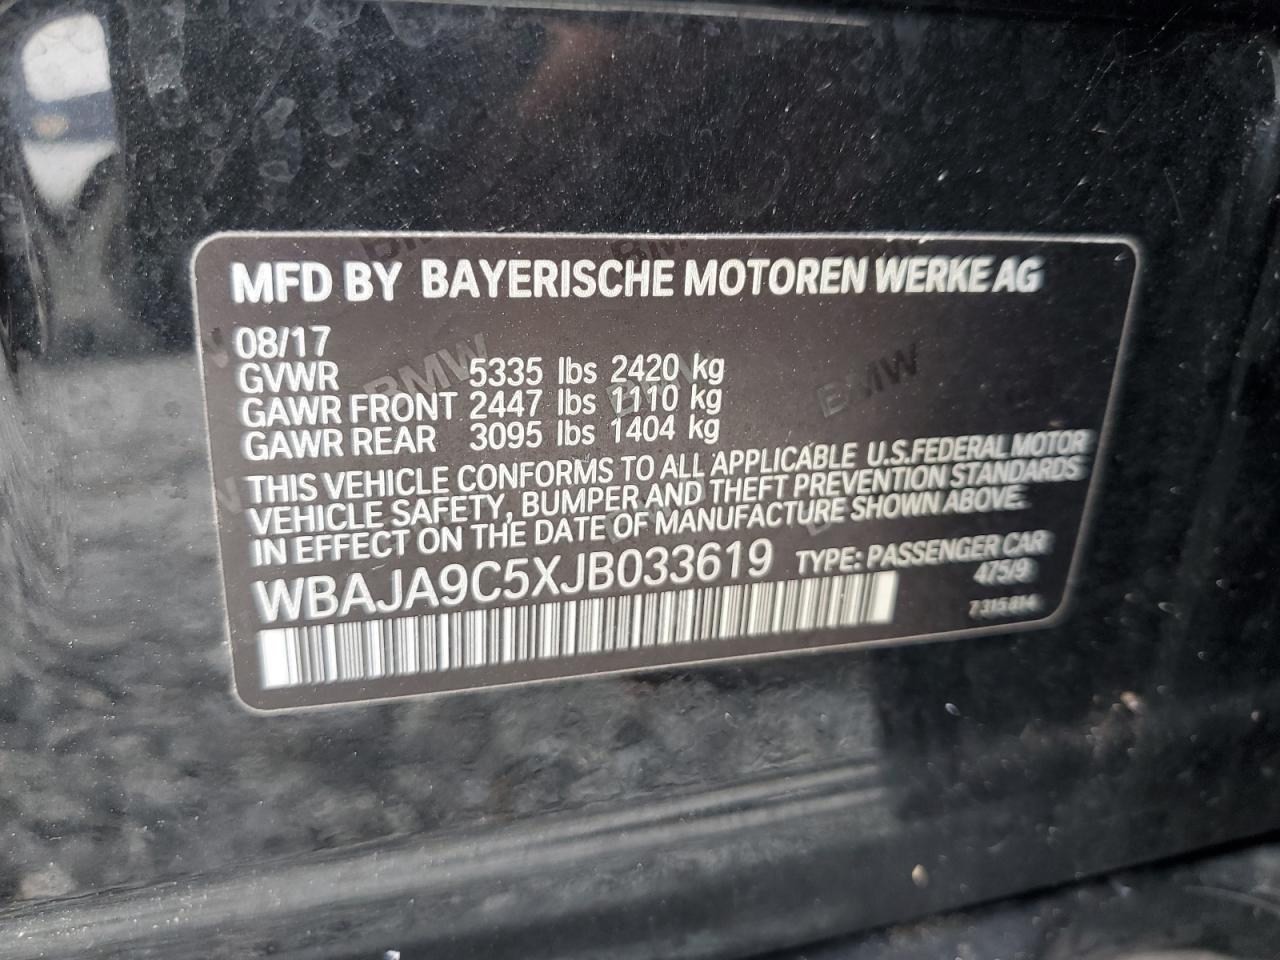 MFD BY BAYERISCHE MOTOREN WERKE AG
08/17
GVWR 5335 lbs 2420 kg
GAWR FRONT 2447 lbs 1110 kg
GAWR REAR 3095 lbs 1404 kg
THIS VEHICLE CONFORMS TO ALL APPLICABLE U.S.FEDERAL MOTOR
VEHICLE SAFETY, BUMPER AND THEFT PREVENTION STANDARDS
IN EFFECT ON THE DATE OF MANUFACTURE SHOWN ABOVE.
WBAJA9C5XJB033619 TYPE: PASSENGER CAR
475/9
7315814